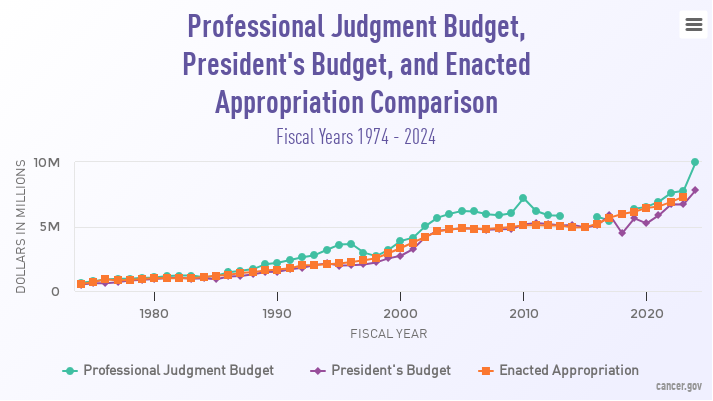 Professional Judgment Budget,
President's Budget, and Enacted
Appropriation Comparison
Fiscal Years 1974 - 2024
DOLLARS IN MILLIONS
10M
5M
0
1980 1990 2000 2010 2020
FISCAL YEAR
Professional Judgment Budget President's Budget Enacted Appropriation
cancer.gov